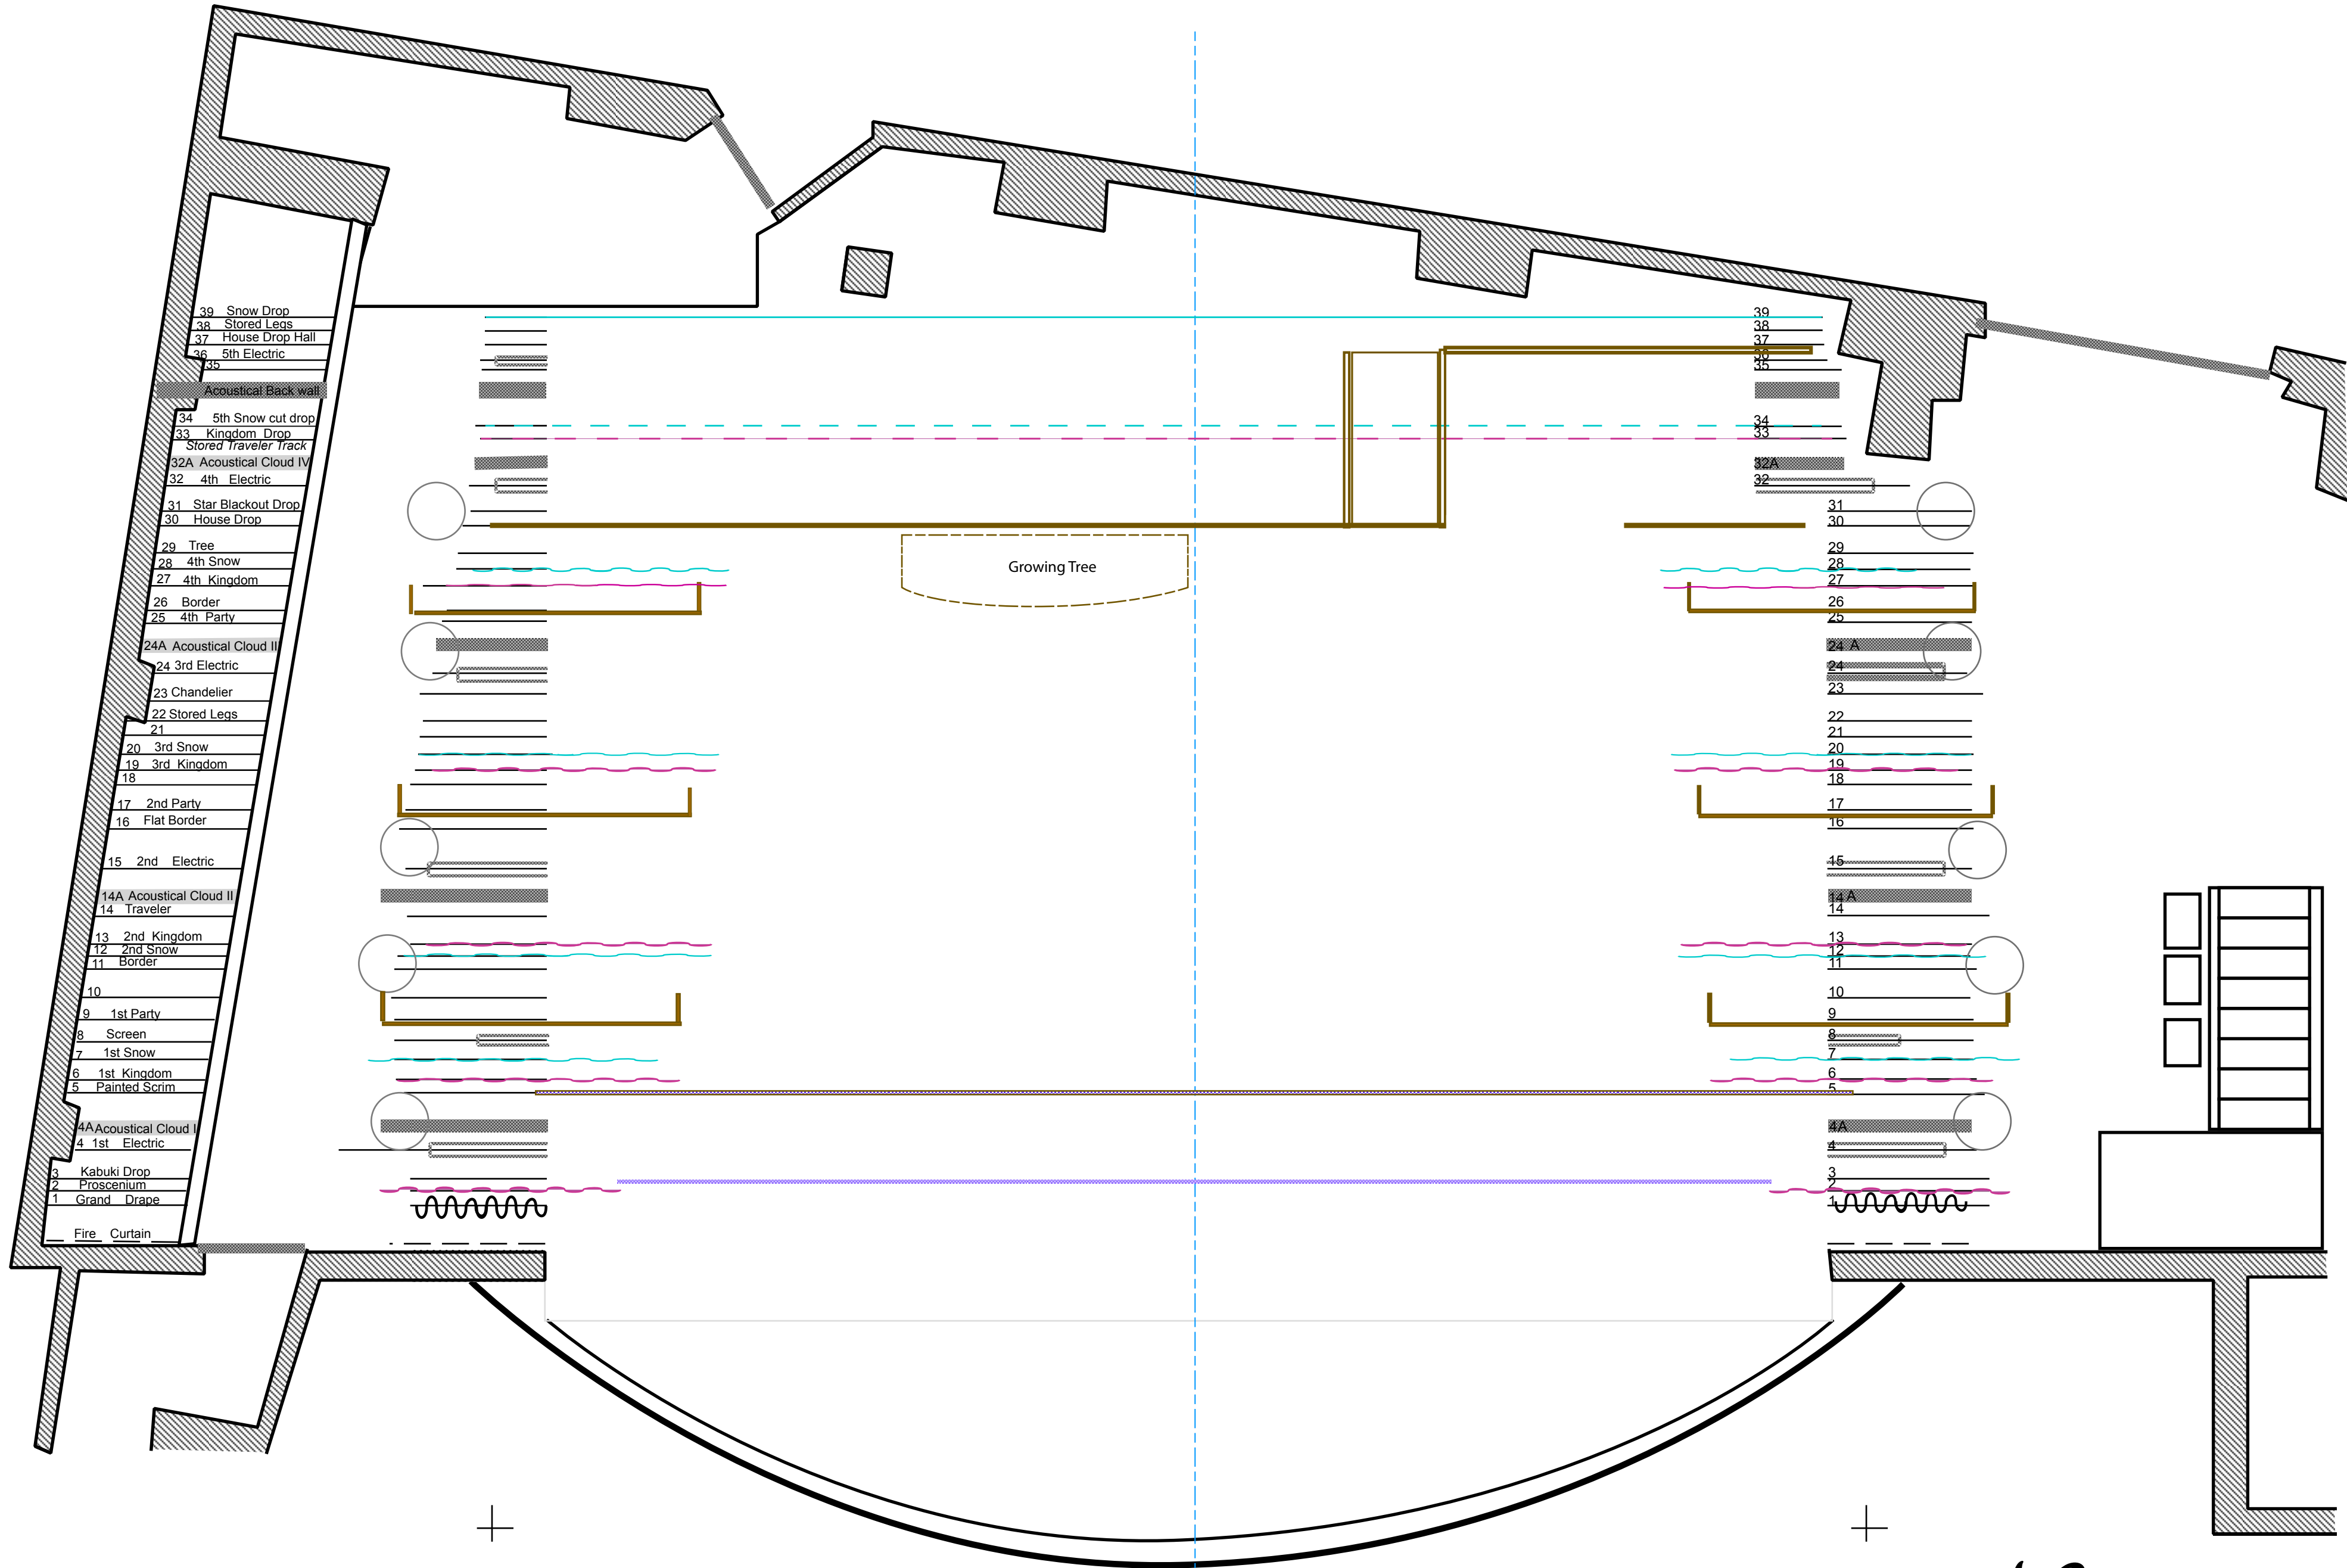 39 Snow Drop
38 Stored Legs
37 House Drop Hall
36 5th Electric
35
Acoustical Back wall
34 5th Snow cut drop
33 Kingdom Drop
Stored Traveler Track
32A Acoustical Cloud IV
32 4th Electric
31 Star Blackout Drop
30 House Drop
29 Tree
28 4th Snow
27 4th Kingdom
26 Border
25 4th Party
24A Acoustical Cloud III
24 3rd Electric
23 Chandelier
22 Stored Legs
21
20 3rd Snow
19 3rd Kingdom
18
17 2nd Party
16 Flat Border
15 2nd Electric
14A Acoustical Cloud II
14 Traveler
13 2nd Kingdom
12 2nd Snow
11 Border
10
9 1st Party
8 Screen
7 1st Snow
6 1st Kingdom
5 Painted Scrim
4A Acoustical Cloud I
4 1st Electric
3 Kabuki Drop
2 Proscenium
1 Grand Drape
Fire Curtain
Growing Tree
39
38
37
36
35
34
33
32A
32
31
30
29
28
27
26
25
24 A
24
23
22
21
20
19
18
17
16
15
14 A
14
13
12
11
10
9
8
7
6
5
4A
4
3
2
1